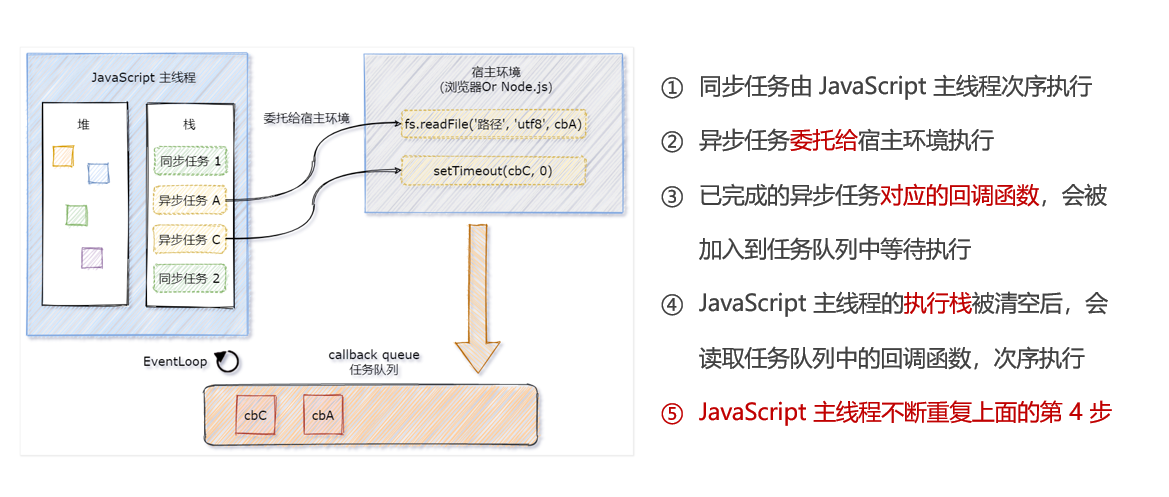 JavaScript 主线程
堆
栈
同步任务 1
异步任务 A
异步任务 C
同步任务 2
委托给宿主环境
宿主环境
(浏览器Or Node.js)
fs.readFile('路径', 'utf8', cbA)
setTimeout(cbC, 0)
EventLoop
callback queue
任务队列
cbC
cbA
① 同步任务由 JavaScript 主线程次序执行
② 异步任务委托给宿主环境执行
③ 已完成的异步任务对应的回调函数，会被
加入到任务队列中等待执行
④ JavaScript 主线程的执行栈被清空后，会
读取任务队列中的回调函数，次序执行
⑤ JavaScript 主线程不断重复上面的第 4 步